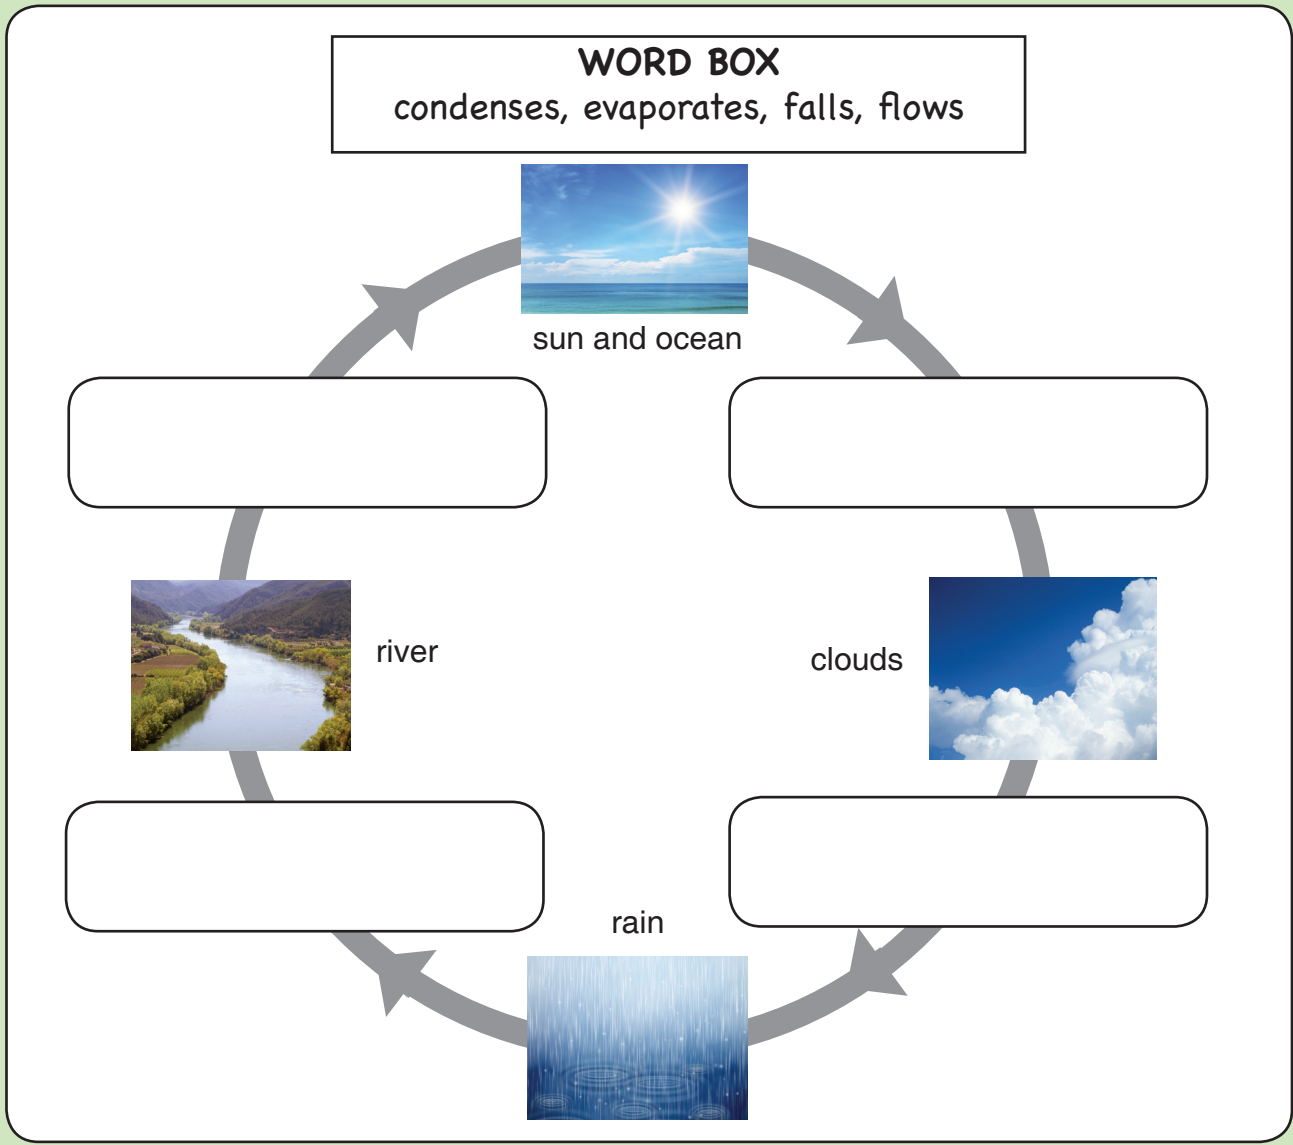 WORD BOX
condenses, evaporates, falls, flows
sun and ocean
river
clouds
rain